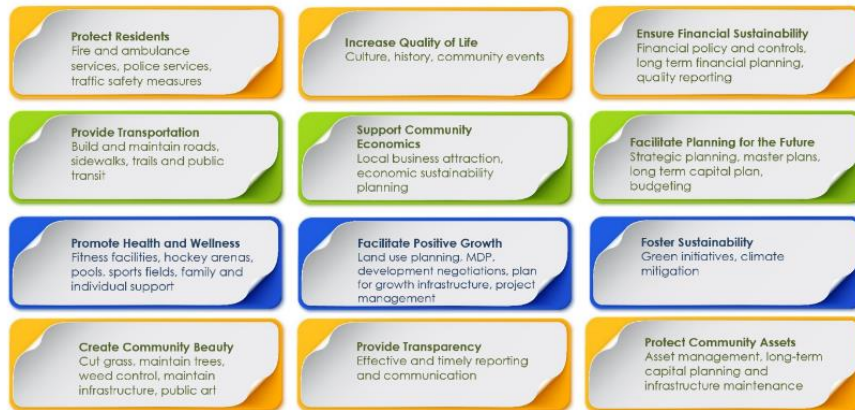 Protect Residents
Fire and ambulance
services, police services,
traffic safety measures
Increase Quality of Life
Culture, history, community events
Ensure Financial Sustainability
Financial policy and controls,
long term financial planning,
quality reporting
Provide Transportation
Build and maintain roads,
sidewalks, trails and public
transit
Support Community
Economics
Local business attraction,
economic sustainability
planning
Facilitate Planning for the Future
Strategic planning, master plans,
long term capital plan,
budgeting
Promote Health and Wellness
Fitness facilities, hockey arenas,
pools, sports fields, family and
individual support
Facilitate Positive Growth
Land use planning, MDP,
development negotiations, plan
for growth infrastructure, project
management
Foster Sustainability
Green initiatives, climate
mitigation
Create Community Beauty
Cut grass, maintain trees,
weed control, maintain
infrastructure, public art
Provide Transparency
Effective and timely reporting
and communication
Protect Community Assets
Asset management, long-term
capital planning and
infrastructure maintenance